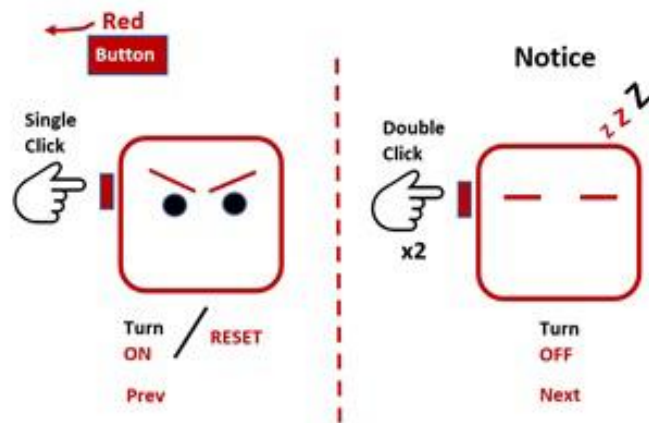 Red
Button
Single
Click
Turn
ON
RESET
Prev
Notice
z z Z
Double
Click
x2
Turn
OFF
Next